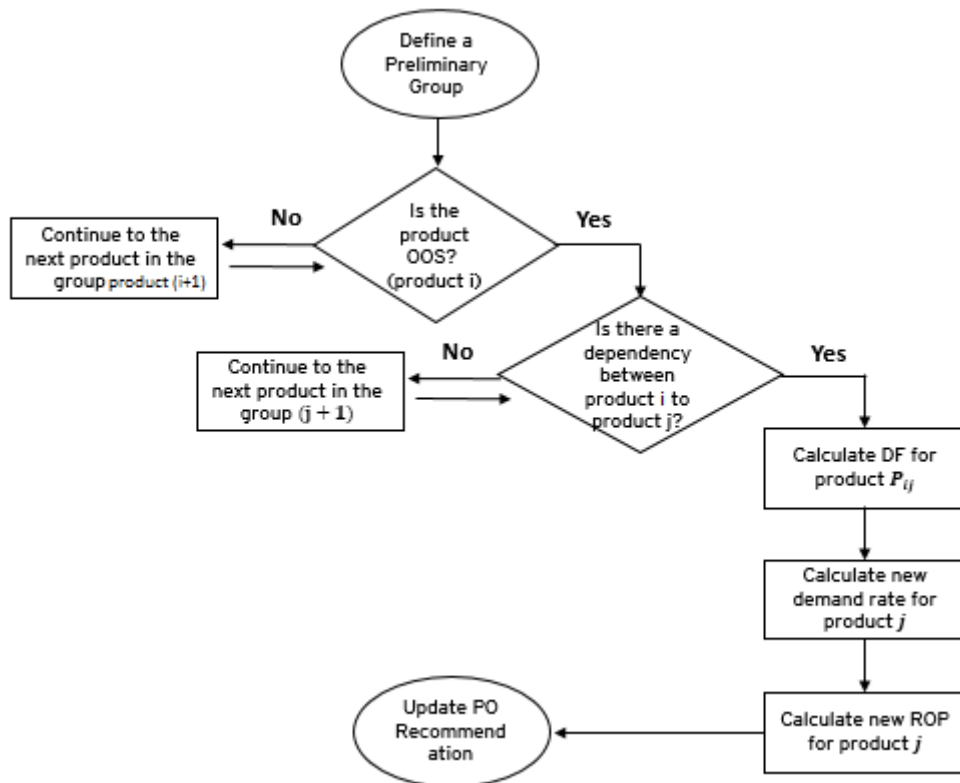 Define a
Preliminary
Group
No
Is the
product
OOS?
(product i)
Yes
Continue to the
next product in the
group product (i+1)
No
Is there a
dependency
between
product i to
product j?
Yes
Continue to the
next product in the
group (j + 1)
Calculate DF for
product P_{ij}
Calculate new
demand rate for
product j
Calculate new ROP
for product j
Update PO
Recommend
ation